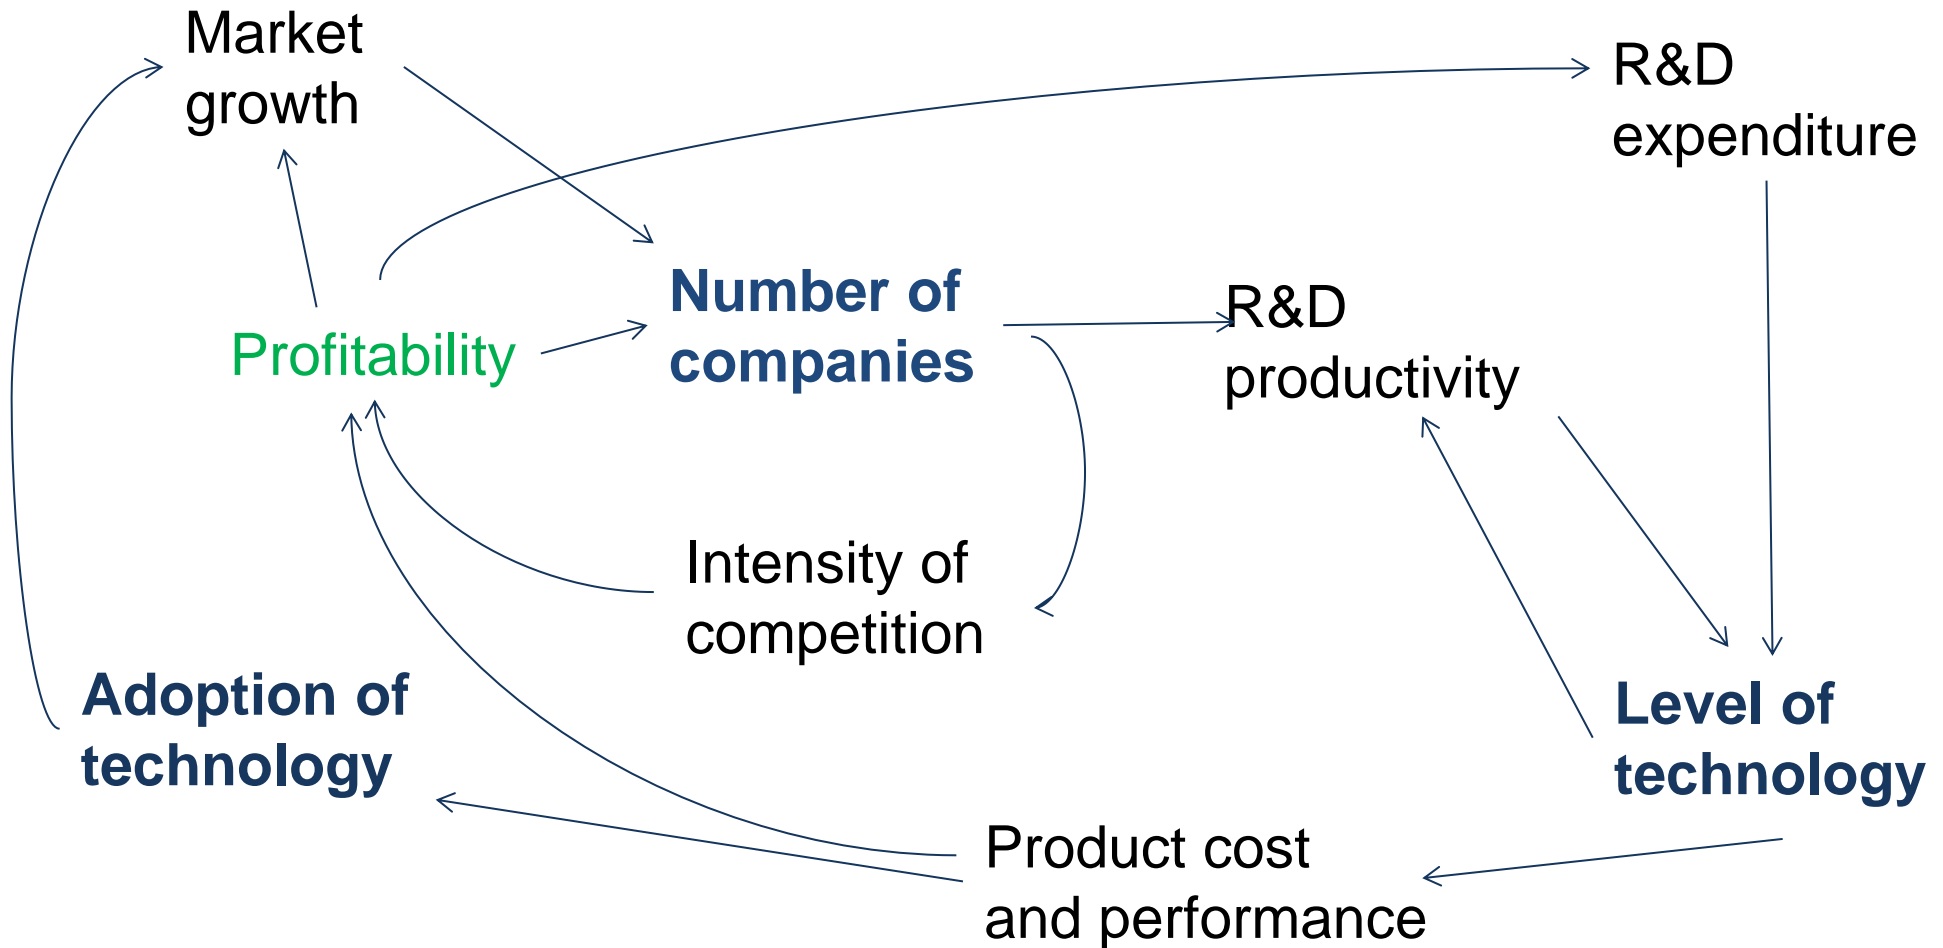 Market
growth
R&D
expenditure
Number of
companies
R&D
productivity
Profitability
Intensity of
competition
Adoption of
technology
Level of
technology
Product cost
and performance